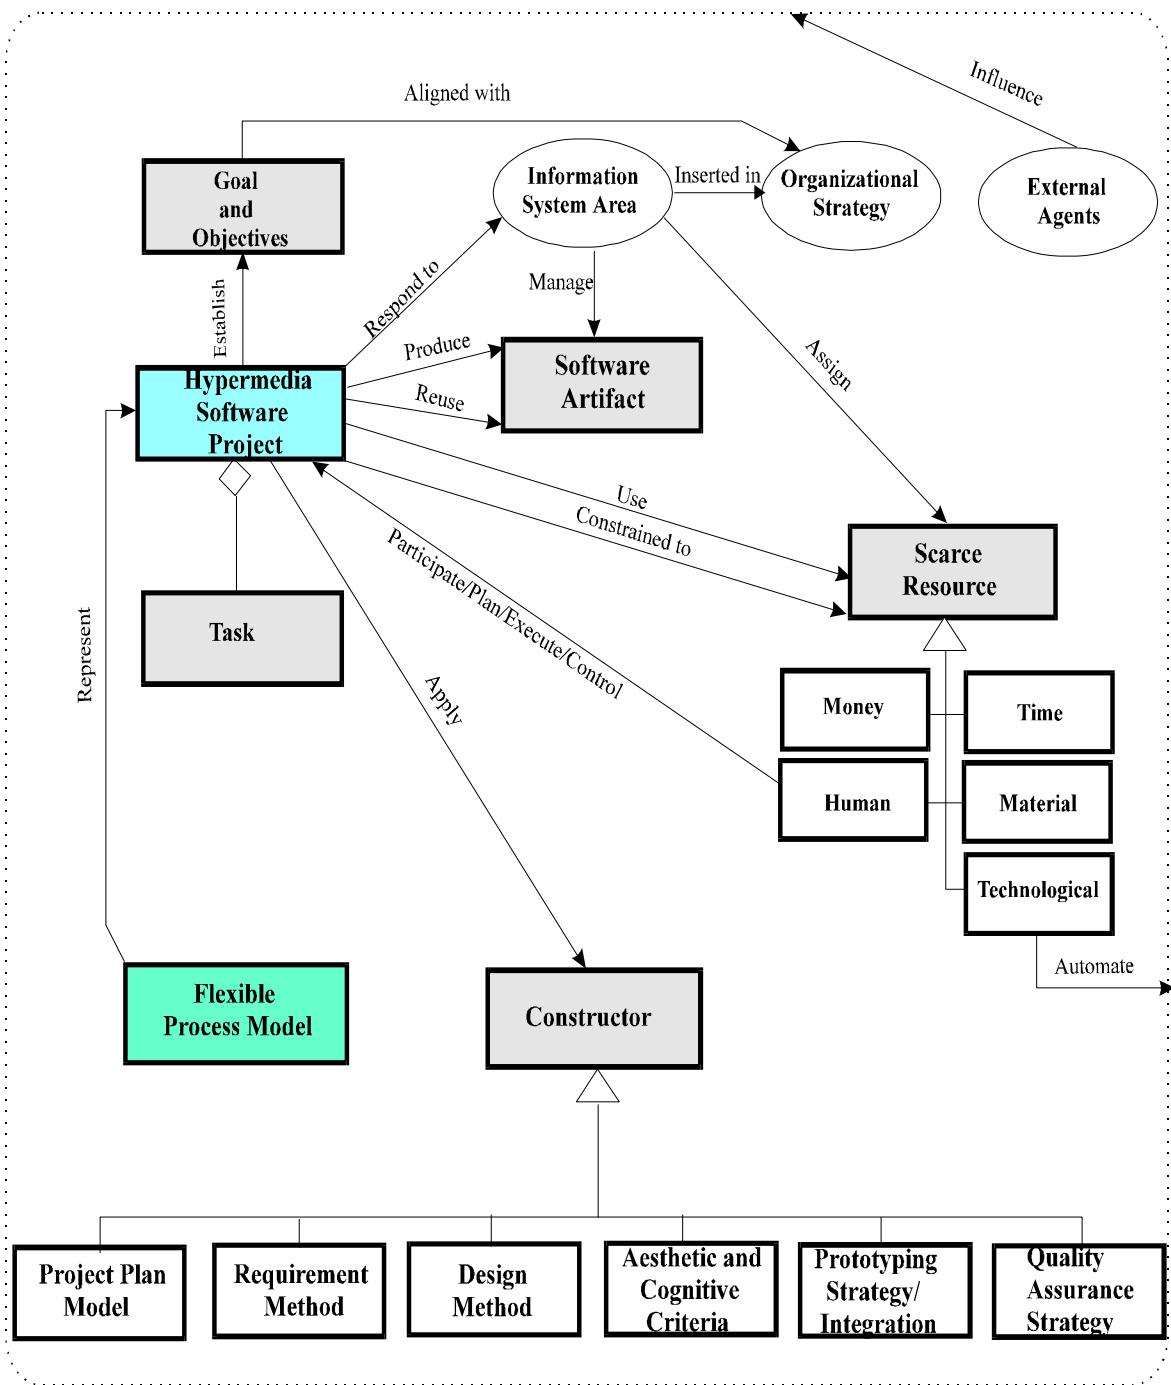 Influence
Aligned with
Goal
and
Objectives
Information
System Area
Inserted in
Organizational
Strategy
External
Agents
Establish
Respond to
Manage
Produce
Reuse
Software
Artifact
Assign
Hypermedia
Software
Project
Use
Constrained to
Scarce
Resource
Participate/Plan/Execute/Control
Task
Represent
Apply
Money
Time
Human
Material
Technological
Automate
Flexible
Process Model
Constructor
Project Plan
Model
Requirement
Method
Design
Method
Aesthetic and
Cognitive
Criteria
Prototyping
Strategy/
Integration
Quality
Assurance
Strategy